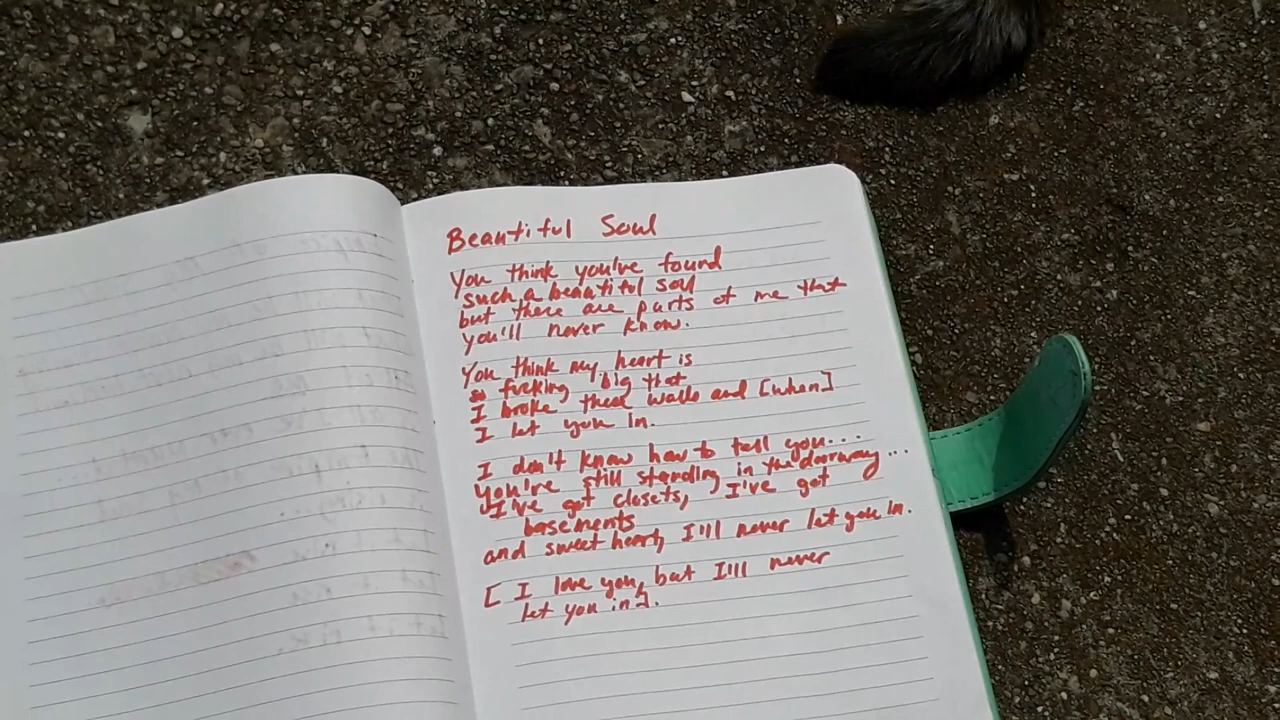 Beautiful Soul
You think you've found
such a beautiful soul
but there are parts of me that
you'll never know.
You think my heart is
so fucking big that
I broke these walls and [when]
I let you in.
I don't know how to tell you...
you're still standing in the doorway...
I've got closets, I've got
basements
and sweet heart, I'll never let you in.
[I love you, but I'll never
let you in].